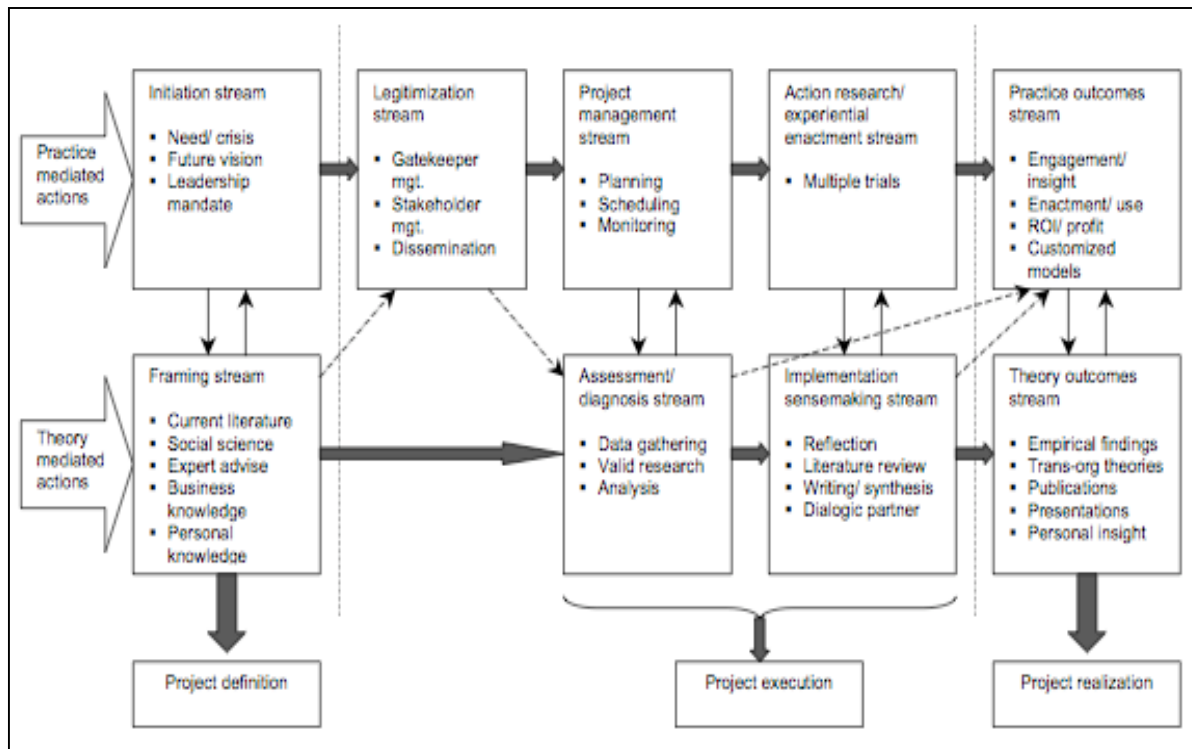 Practice
mediated
actions
Initiation stream
▪ Need/ crisis
▪ Future vision
▪ Leadership
mandate
Legitimization
stream
▪ Gatekeeper
mgt.
▪ Stakeholder
mgt.
▪ Dissemination
Project
management
stream
▪ Planning
▪ Scheduling
▪ Monitoring
Action research/
experiential
enactment stream
▪ Multiple trials
Practice outcomes
stream
▪ Engagement/
insight
▪ Enactment/ use
▪ ROI/ profit
▪ Customized
models
Theory
mediated
actions
Framing stream
▪ Current literature
▪ Social science
▪ Expert advise
▪ Business
knowledge
▪ Personal
knowledge
Assessment/
diagnosis stream
▪ Data gathering
▪ Valid research
▪ Analysis
Implementation
sensemaking stream
▪ Reflection
▪ Literature review
▪ Writing/ synthesis
▪ Dialogic partner
Theory outcomes
stream
▪ Empirical findings
▪ Trans-org theories
▪ Publications
▪ Presentations
▪ Personal insight
Project definition
Project execution
Project realization